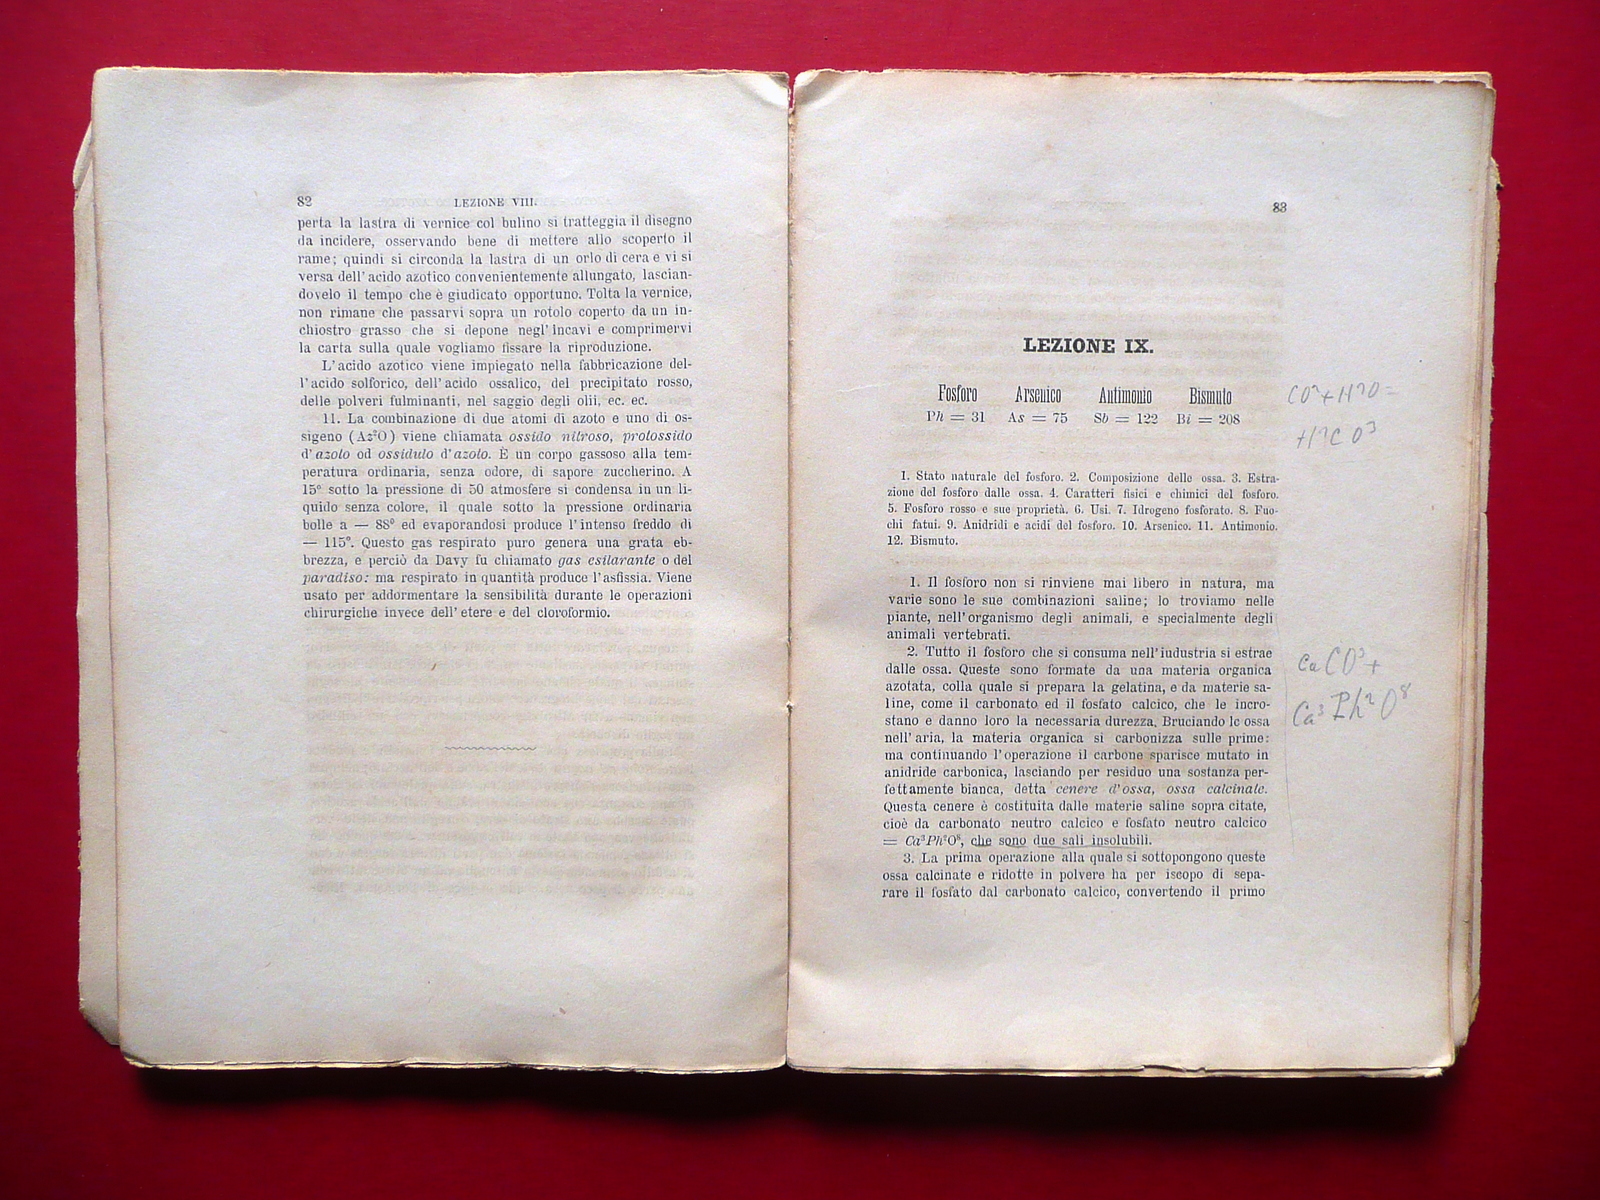 82
LEZIONE VIII.
perta la lastra di vernice col bulino si tratteggia il disegno
da incidere, osservando bene di mettere allo scoperto il
rame; quindi si circonda la lastra di un orlo di cera e vi si
versa dell'acido azotico convenientemente allungato, lascian-
dovelo il tempo che è giudicato opportuno. Tolta la vernice,
non rimane che passarvi sopra un rotolo coperto da un in-
chiostro grasso che si depone negl'incavi e comprimervi
la carta sulla quale vogliamo fissare la riproduzione.
L'acido azotico viene impiegato nella fabbricazione del-
l'acido solforico, dell'acido ossalico, del precipitato rosso,
delle polveri fulminanti, nel saggio degli olii, ec. ec.
11. La combinazione di due atomi di azoto e uno di os-
sigeno (Az²O) viene chiamata ossido nitroso, protossido
d'azoto od ossidulo d'azoto. È un corpo gassoso alla tem-
peratura ordinaria, senza odore, di sapore zuccherino. A
15° sotto la pressione di 50 atmosfere si condensa in un li-
quido senza colore, il quale sotto la pressione ordinaria
bolle a — 88° ed evaporandosi produce l'intenso freddo di
— 115°. Questo gas respirato puro genera una grata eb-
brezza, e perciò da Davy fu chiamato gas esilarante o del
paradiso: ma respirato in quantità produce l'asfissia. Viene
usato per addormentare la sensibilità durante le operazioni
chirurgiche invece dell'etere e del cloroformio.
83
LEZIONE IX.
Fosforo Arsenico Antimonio Bismuto
Ph = 31 As = 75 Sb = 122 Bi = 208
CO²+H²O=
H²CO³
1. Stato naturale del fosforo. 2. Composizione delle ossa. 3. Estra-
zione del fosforo dalle ossa. 4. Caratteri fisici e chimici del fosforo.
5. Fosforo rosso e sue proprietà. 6. Usi. 7. Idrogeno fosforato. 8. Fuo-
chi fatui. 9. Anidridi e acidi del fosforo. 10. Arsenico. 11. Antimonio.
12. Bismuto.
1. Il fosforo non si rinviene mai libero in natura, ma
varie sono le sue combinazioni saline; lo troviamo nelle
piante, nell'organismo degli animali, e specialmente degli
animali vertebrati.
2. Tutto il fosforo che si consuma nell'industria si estrae
dalle ossa. Queste sono formate da una materia organica
azotata, colla quale si prepara la gelatina, e da materie sa-
line, come il carbonato ed il fosfato calcico, che le incro-
stano e danno loro la necessaria durezza. Bruciando le ossa
nell'aria, la materia organica si carbonizza sulle prime:
ma continuando l'operazione il carbone sparisce mutato in
anidride carbonica, lasciando per residuo una sostanza per-
fettamente bianca, detta cenere d'ossa, ossa calcinate.
Questa cenere è costituita dalle materie saline sopra citate,
cioè da carbonato neutro calcico e fosfato neutro calcico
= Ca³Ph²O⁸, che sono due sali insolubili.
3. La prima operazione alla quale si sottopongono queste
ossa calcinate e ridotte in polvere ha per iscopo di sepa-
rare il fosfato dal carbonato calcico, convertendo il primo
CaCO³+
Ca³Ph²O⁸